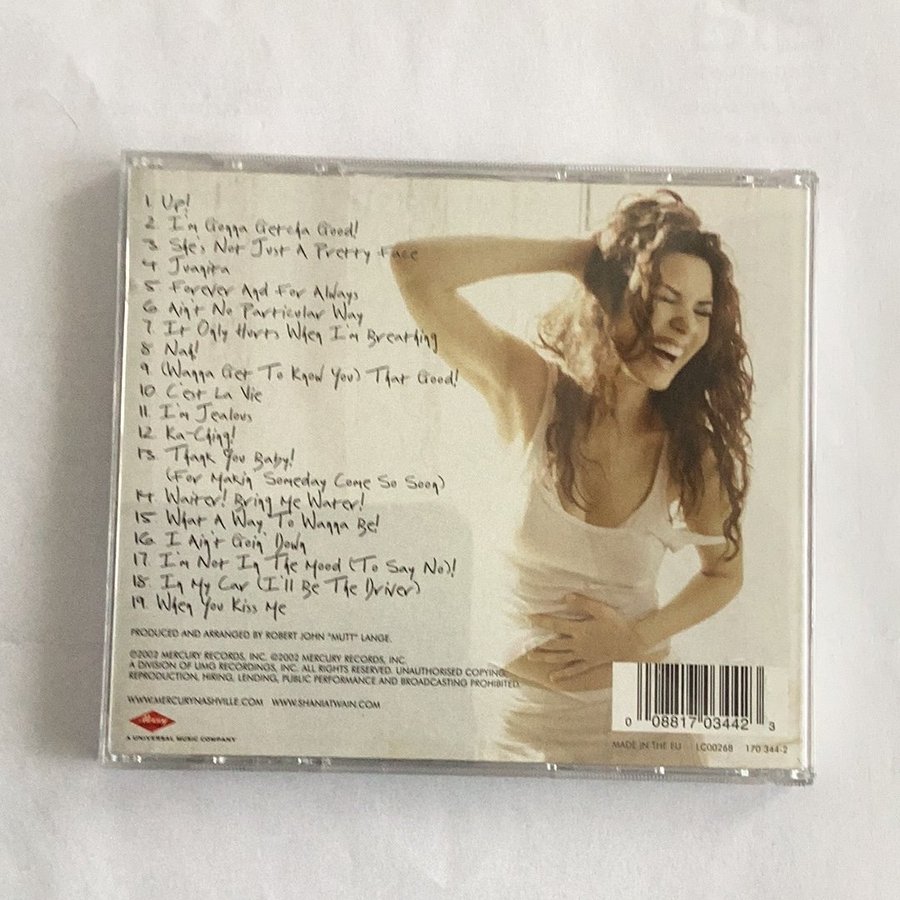 1. Up!
2 I'm Gonna Getcha Good!
3. She's Not Just A Pretty Face
4 Juanita
5 Forever And For Always
6 Ain't No Particular Way
7. It Only Hurts When I'm Breathing
8 Nah!
9. (Wanna Get To Know You) That Good!
10 C'est La Vie
11. I'm Jealous
12. Ka-Ching!
13. Thank You Baby!
(For Makin' Someday Come So Soon)
14. Waiter! Bring Me Water!
15. What A Way To Wanna Be!
16. I Ain't Goin' Down
17. I'm Not In The Mood (To Say No)!
18. In My Car (I'll Be The Driver)
19. When You Kiss Me
PRODUCED AND ARRANGED BY ROBERT JOHN "MUTT" LANGE.
℗2002 MERCURY RECORDS, INC. ©2002 MERCURY RECORDS, INC.
A DIVISION OF UMG RECORDINGS, INC. ALL RIGHTS RESERVED. UNAUTHORISED COPYING,
REPRODUCTION, HIRING, LENDING, PUBLIC PERFORMANCE AND BROADCASTING PROHIBITED.
WWW.MERCURYNASHVILLE.COM WWW.SHANIATWAIN.COM
Mercury
A UNIVERSAL MUSIC COMPANY
0 08817 03442 3
MADE IN THE EU LC00268 170 344-2